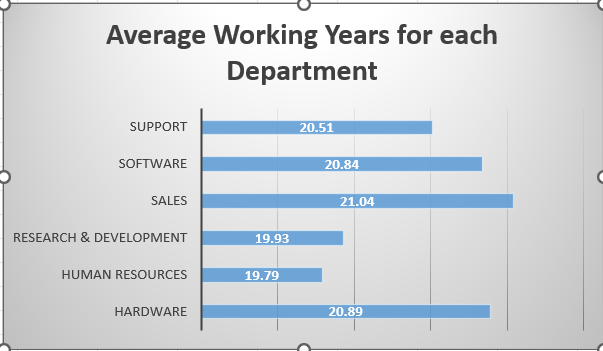 Average Working Years for each
Department
SUPPORT 20.51
SOFTWARE 20.84
SALES 21.04
RESEARCH & DEVELOPMENT 19.93
HUMAN RESOURCES 19.79
HARDWARE 20.89